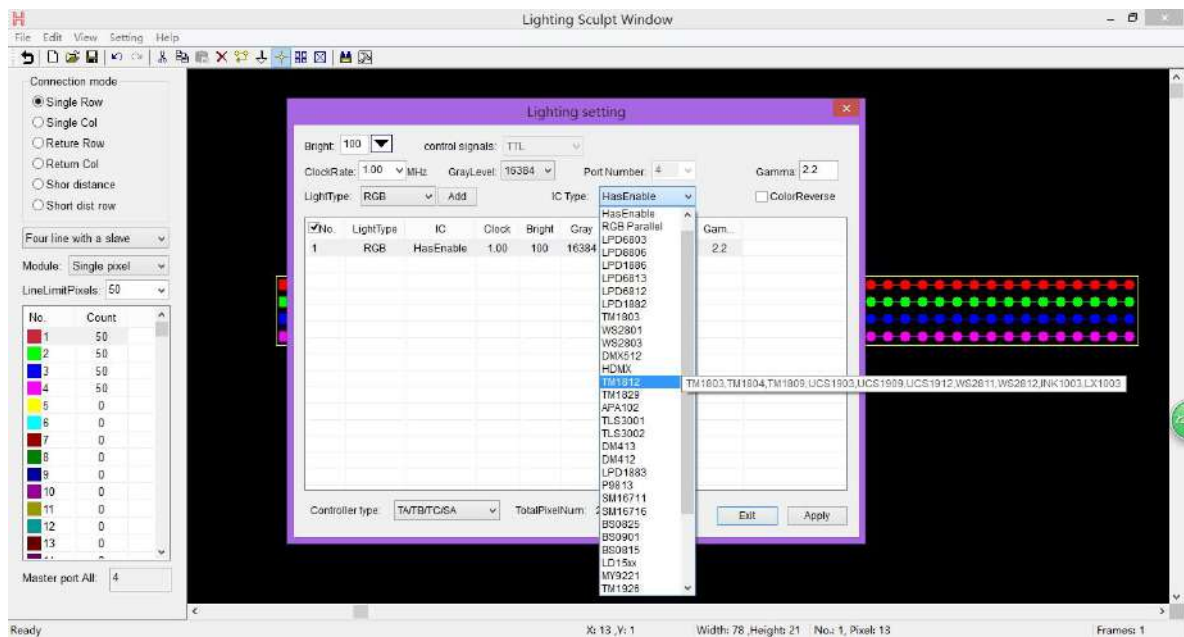 Lighting Sculpt Window
File Edit View Setting Help
Connection mode
Single Row
Single Col
Reture Row
Return Col
Shor distance
Short dist row
Four line with a slave
Module: Single pixel
LineLimitPixels: 50
No. Count
1 50
2 50
3 50
4 50
5 0
6 0
7 0
8 0
9 0
10 0
11 0
12 0
13 0
Master port All: 4
Lighting setting
Bright: 100 control signals: TTL
ClockRate: 1.00 MHz GrayLevel: 16384 Port Number: 4 Gamma: 2.2
LightType: RGB Add IC Type: HasEnable ColorReverse
No. LightType IC Clock Bright Gray Gam...
1 RGB HasEnable 1.00 100 16384 2.2
HasEnable
RGB Parallel
LPD6803
LPD8806
LPD1886
LPD6813
LPD6812
LPD1882
TM1803
WS2801
WS2803
DMX512
HDMX
TM1812
TM1803,TM1804,TM1809,UCS1903,UCS1909,UCS1912,WS2811,WS2812,INK1003,LX1003
TM1829
APA102
TLS3001
TLS3002
DM413
DM412
LPD1883
P9813
SM16711
SM16716
BS0825
BS0901
BS0815
LD15xx
MY9221
TM1926
Controller type: TA/TB/TC/SA TotalPixelNum: Exit Apply
Ready X: 13 ,Y: 1 Width: 78 ,Height: 21 No.: 1, Pixel: 13 Frames: 1